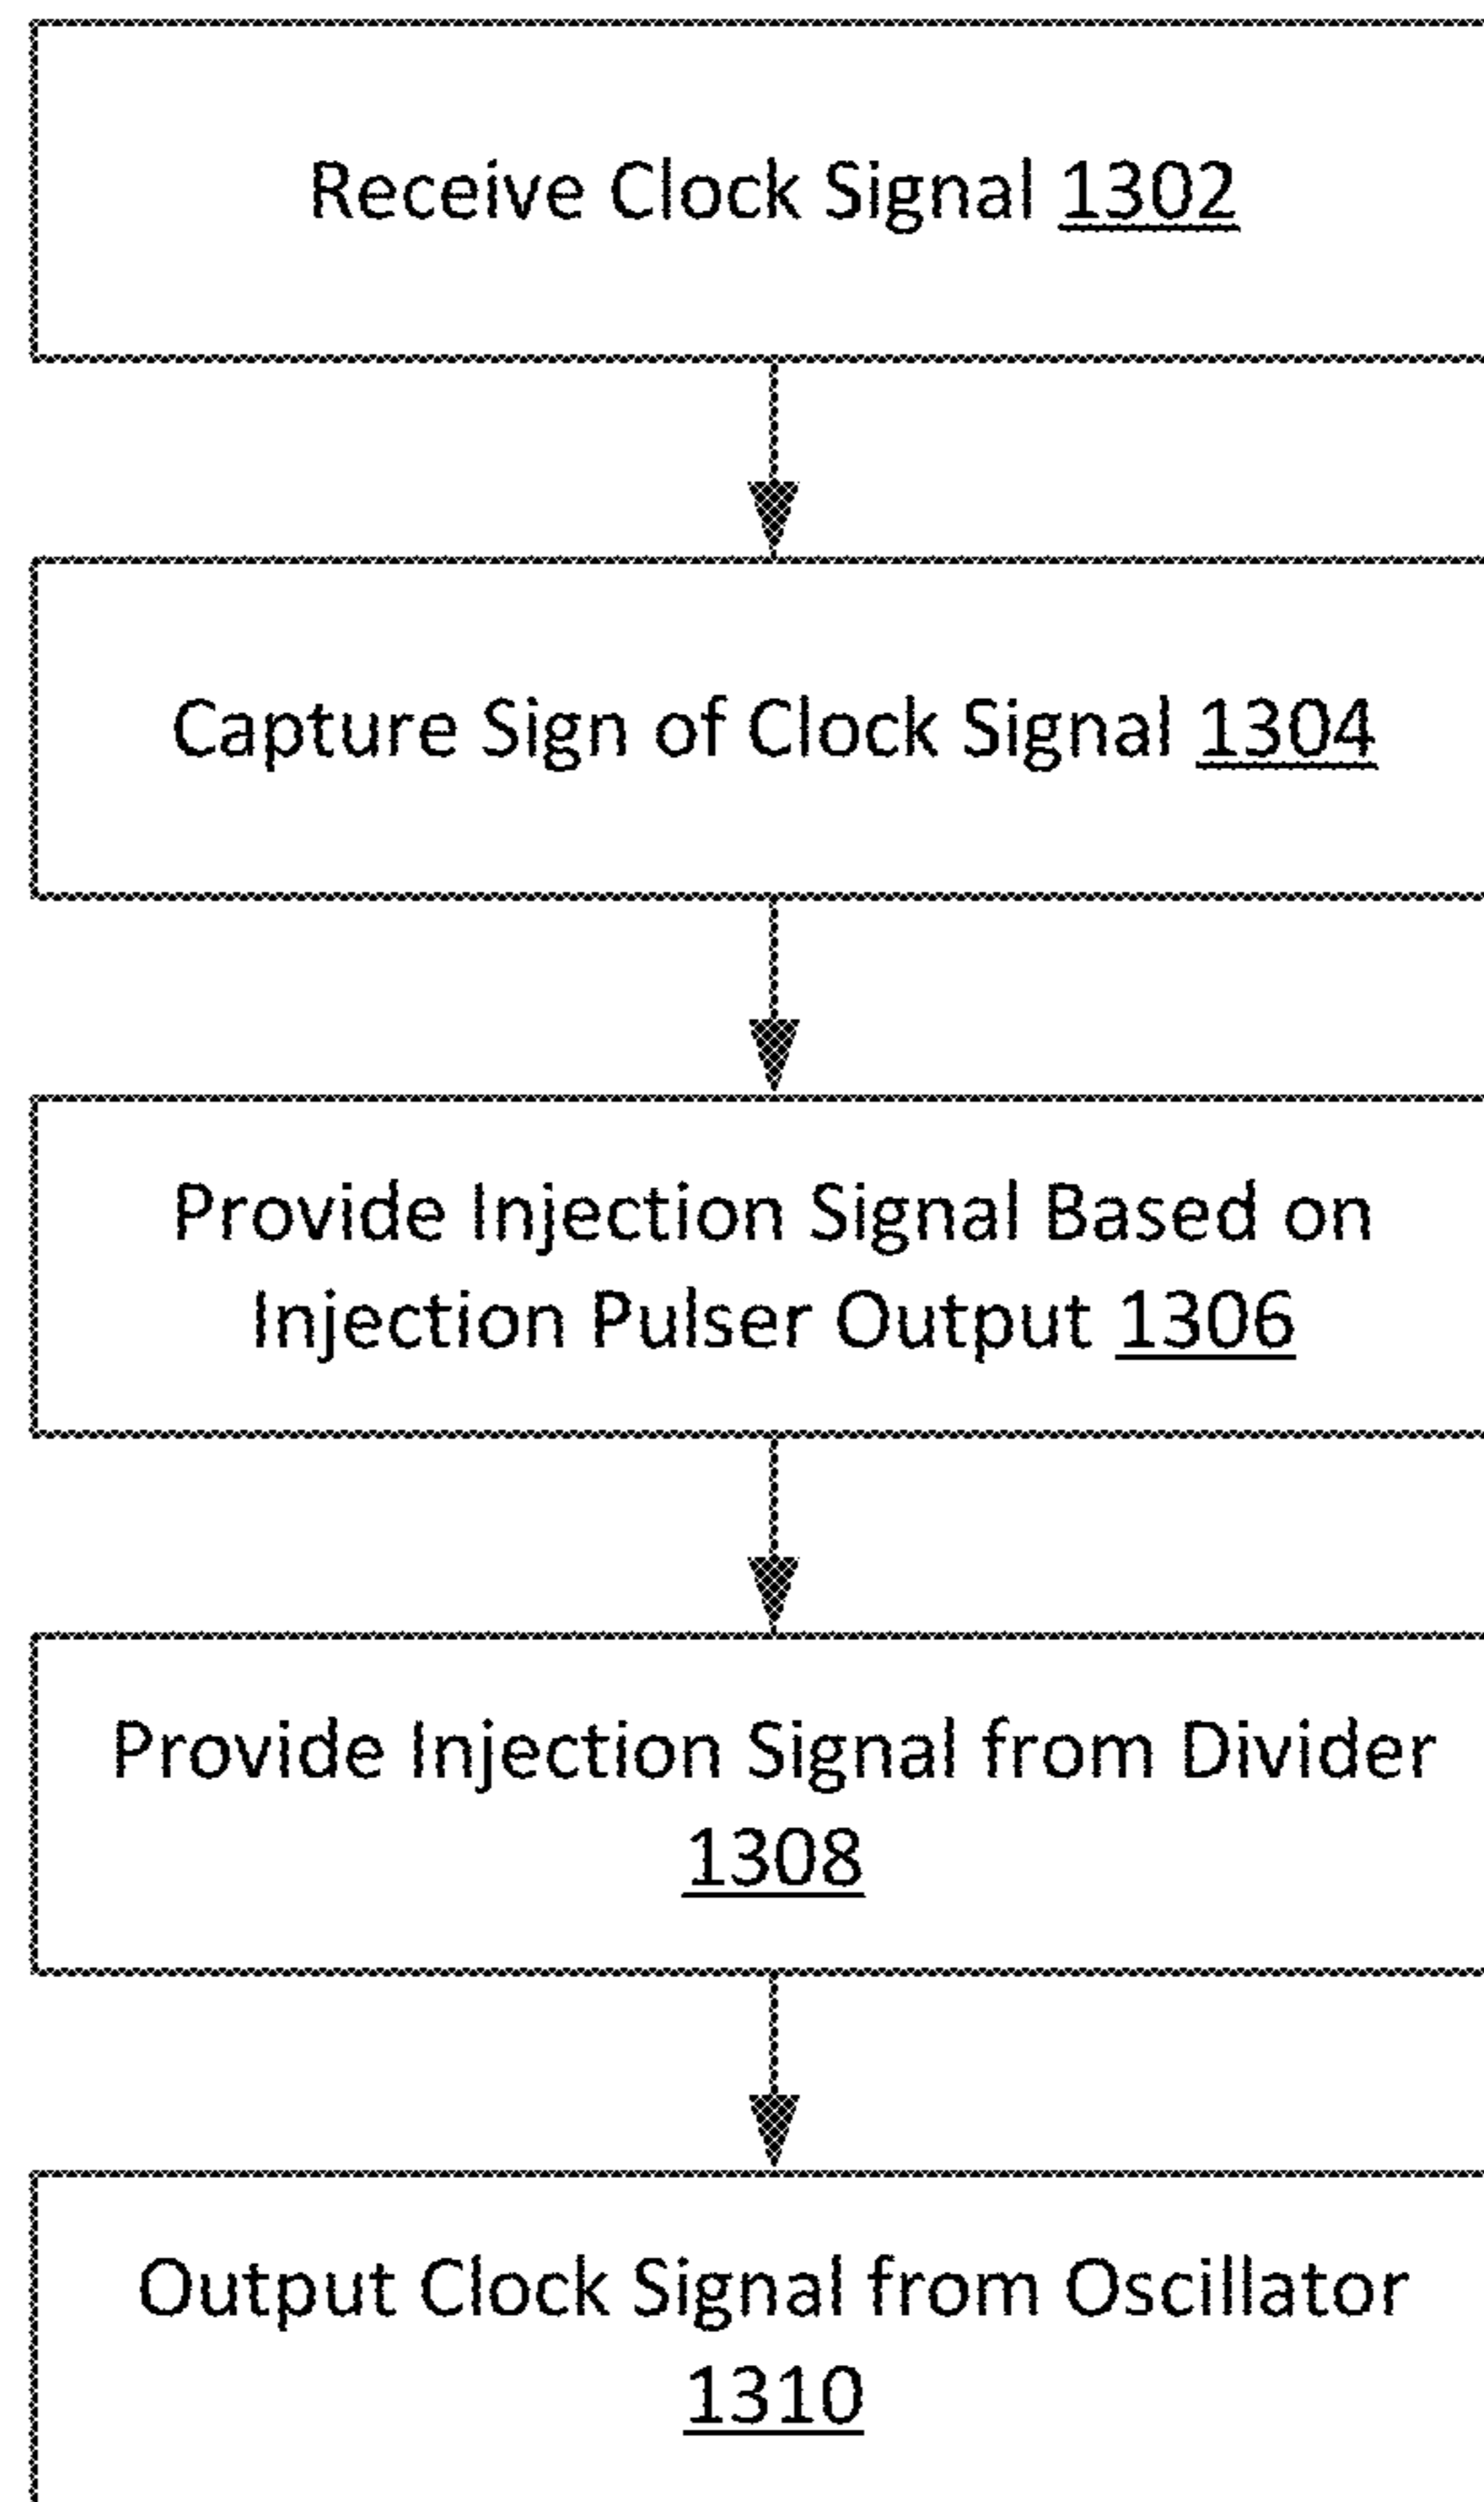 Receive Clock Signal 1302
Capture Sign of Clock Signal 1304
Provide Injection Signal Based on
Injection Pulser Output 1306
Provide Injection Signal from Divider
1308
Output Clock Signal from Oscillator
1310